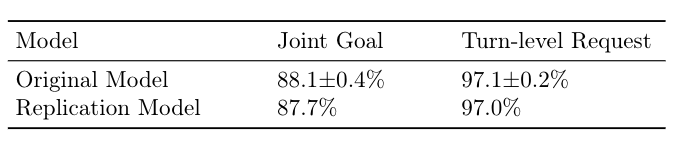 Model Joint Goal Turn-level Request
Original Model 88.1±0.4% 97.1±0.2%
Replication Model 87.7% 97.0%